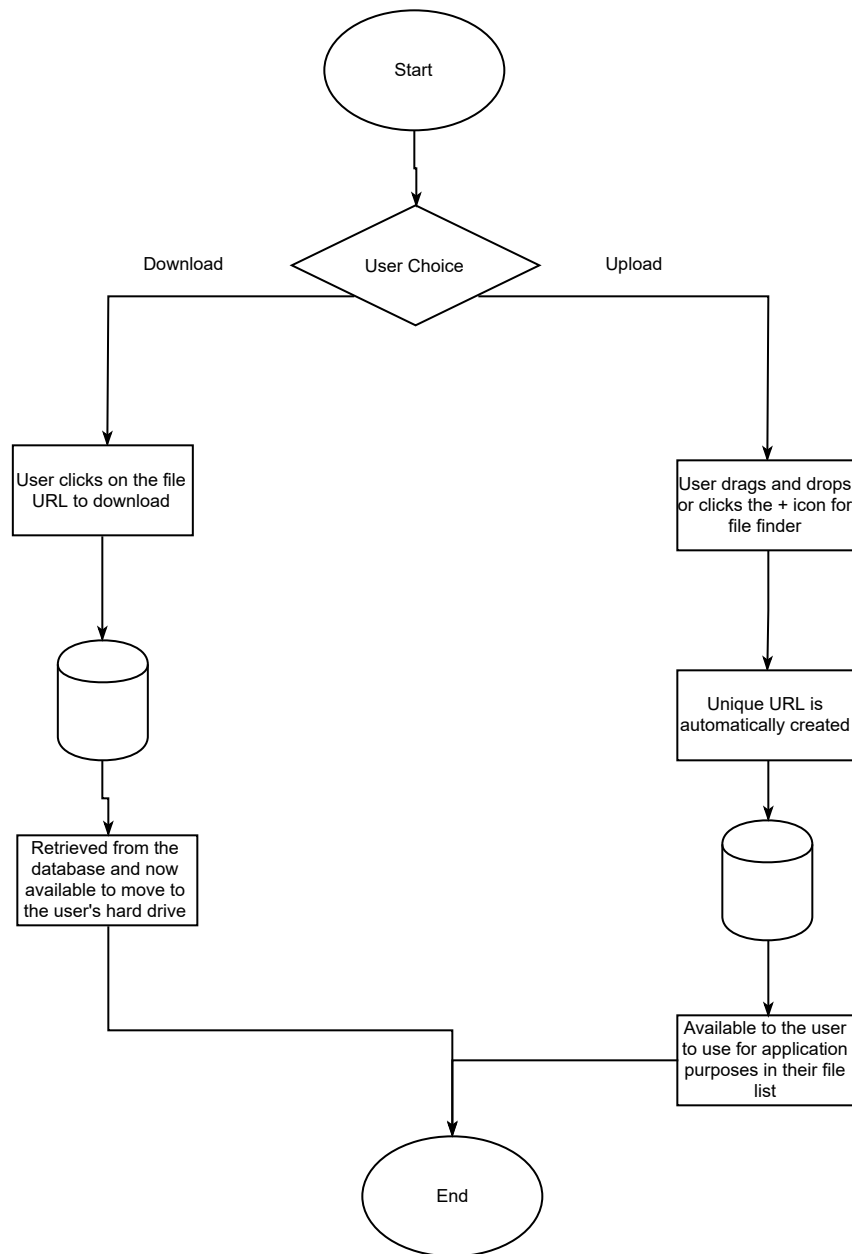 Start
User Choice
Download
Upload
User clicks on the file
URL to download
User drags and drops
or clicks the + icon for
file finder
Unique URL is
automatically created
Retrieved from the
database and now
available to move to
the user's hard drive
Available to the user
to use for application
purposes in their file
list
End